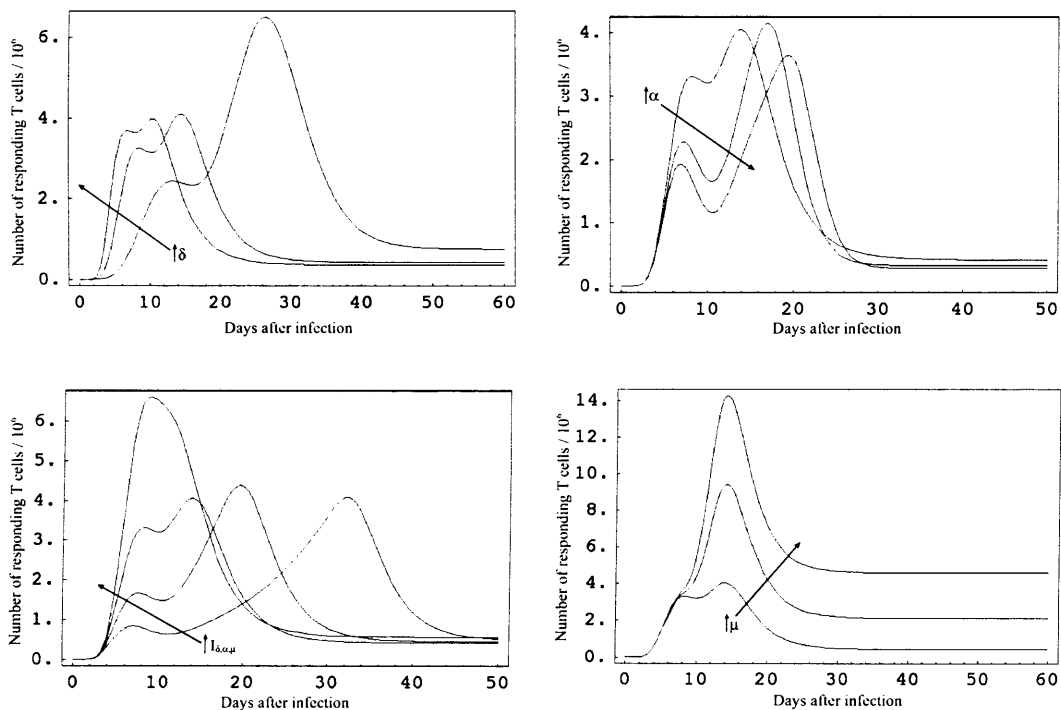 Number of responding T cells / 10⁶
6.
4.
2.
0.
↑δ
0 10 20 30 40 50 60
Days after infection
Number of responding T cells / 10⁶
4.
3.
2.
1.
0.
↑α
0 10 20 30 40 50
Days after infection
Number of responding T cells / 10⁶
6.
5.
4.
3.
2.
1.
0.
↑I δ,α,μ
0 10 20 30 40 50
Days after infection
Number of responding T cells / 10⁶
14.
12.
10.
8.
6.
4.
2.
0.
↑μ
0 10 20 30 40 50 60
Days after infection